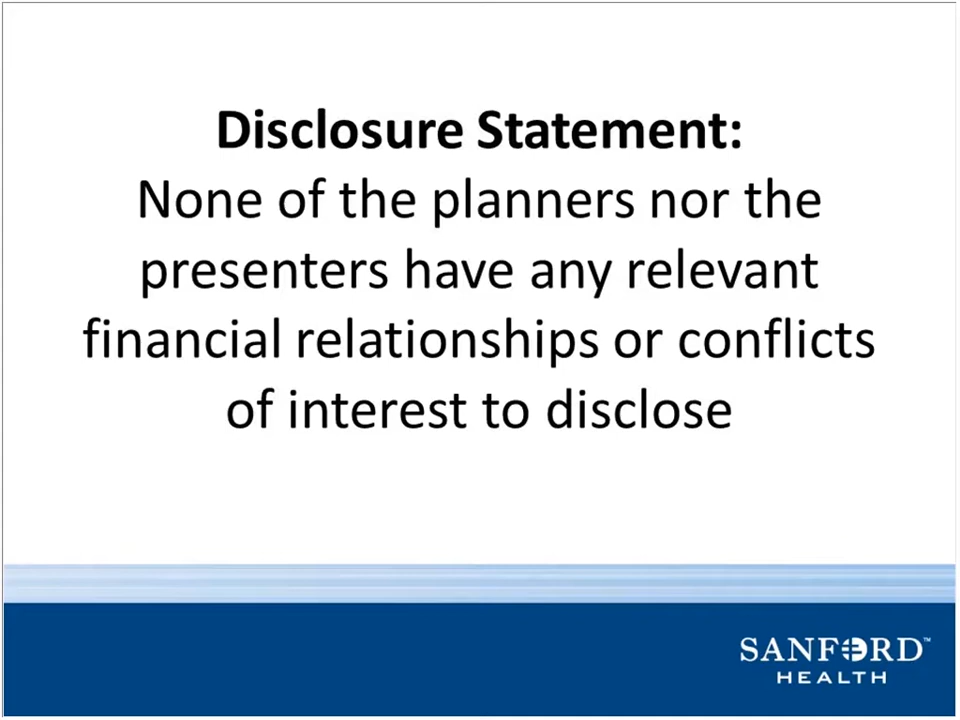 Disclosure Statement:
None of the planners nor the
presenters have any relevant
financial relationships or conflicts
of interest to disclose
SANFORD™
HEALTH